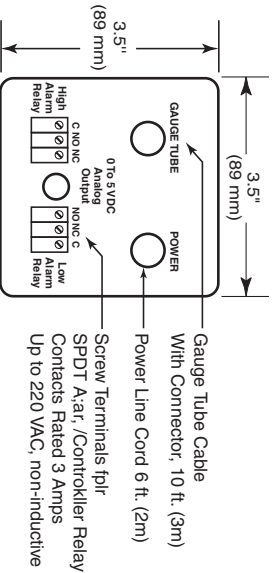 3.5"
(89 mm)
3.5"
(89 mm)
GAUGE TUBE
POWER
0 To 5 VDC
Analog
Output
C NO NC
NO NC C
High
Alarm
Relay
Low
Alarm
Relay
Gauge Tube Cable
With Connector, 10 ft. (3m)
Power Line Cord 6 ft. (2m)
Screw Terminals fplr
SPDT A;ar, /Controkller Relay
Contacts Rated 3 Amps
Up to 220 VAC, non-inductive